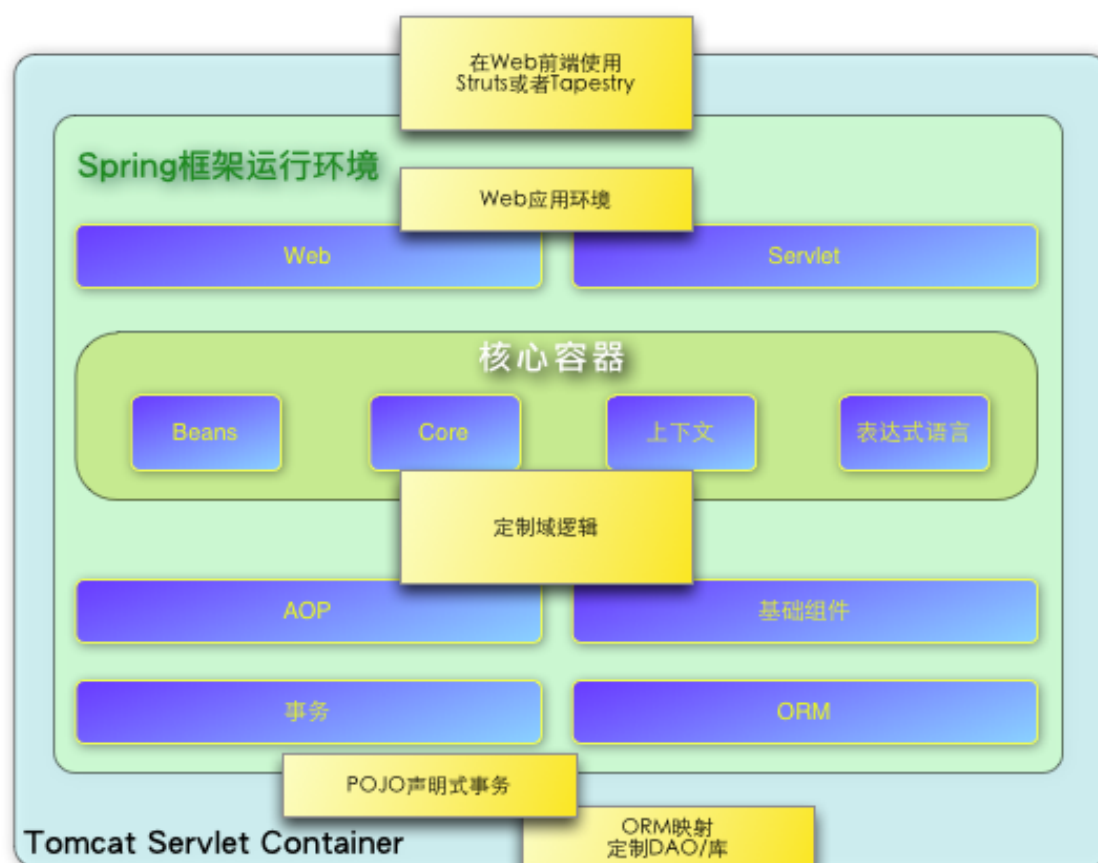 在Web前端使用
Struts或者Tapestry
Spring框架运行环境
Web应用环境
Web
Servlet
核心容器
Beans
Core
上下文
表达式语言
定制域逻辑
AOP
基础组件
事务
ORM
POJO声明式事务
ORM映射
定制DAO/库
Tomcat Servlet Container